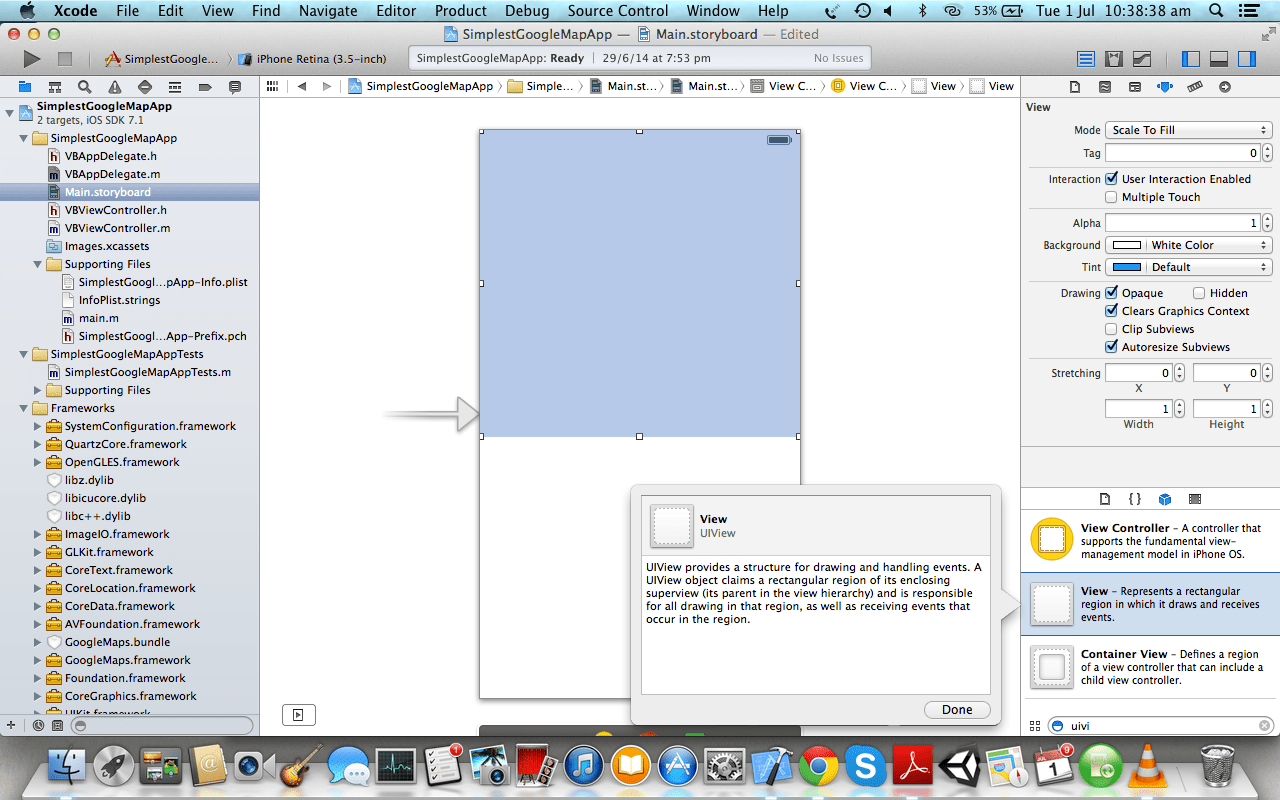 Xcode File Edit View Find Navigate Editor Product Debug Source Control Window Help 53% Tue 1 Jul 10:38:38 am
SimplestGoogleMapApp — Main.storyboard — Edited
SimplestGoogle... iPhone Retina (3.5-inch) SimplestGoogleMapApp: Ready 29/6/14 at 7:53 pm No Issues
SimplestGoogleMapApp Simple... Main.st... Main.st... View C... View C... View View
SimplestGoogleMapApp
2 targets, iOS SDK 7.1
SimplestGoogleMapApp
VBAppDelegate.h
VBAppDelegate.m
Main.storyboard
VBViewController.h
VBViewController.m
Images.xcassets
Supporting Files
SimplestGoogl...pApp-Info.plist
InfoPlist.strings
main.m
SimplestGoogl...App-Prefix.pch
SimplestGoogleMapAppTests
SimplestGoogleMapAppTests.m
Supporting Files
Frameworks
SystemConfiguration.framework
QuartzCore.framework
OpenGLES.framework
libz.dylib
libicucore.dylib
libc++.dylib
ImageIO.framework
GLKit.framework
CoreText.framework
CoreLocation.framework
CoreData.framework
AVFoundation.framework
GoogleMaps.bundle
GoogleMaps.framework
Foundation.framework
CoreGraphics.framework
UIKit.framework
View
UIView
UIView provides a structure for drawing and handling events. A
UIView object claims a rectangular region of its enclosing
superview (its parent in the view hierarchy) and is responsible
for all drawing in that region, as well as receiving events that
occur in the region.
Done
View
Mode Scale To Fill
Tag 0
Interaction User Interaction Enabled
Multiple Touch
Alpha 1
Background White Color
Tint Default
Drawing Opaque Hidden
Clears Graphics Context
Clip Subviews
Autoresize Subviews
Stretching 0 0
X Y
1 1
Width Height
{ }
View Controller – A controller that
supports the fundamental view-
management model in iPhone OS.
View – Represents a rectangular
region in which it draws and receives
events.
Container View – Defines a region
of a view controller that can include a
child view controller.
uivi
1
JUL
1
9